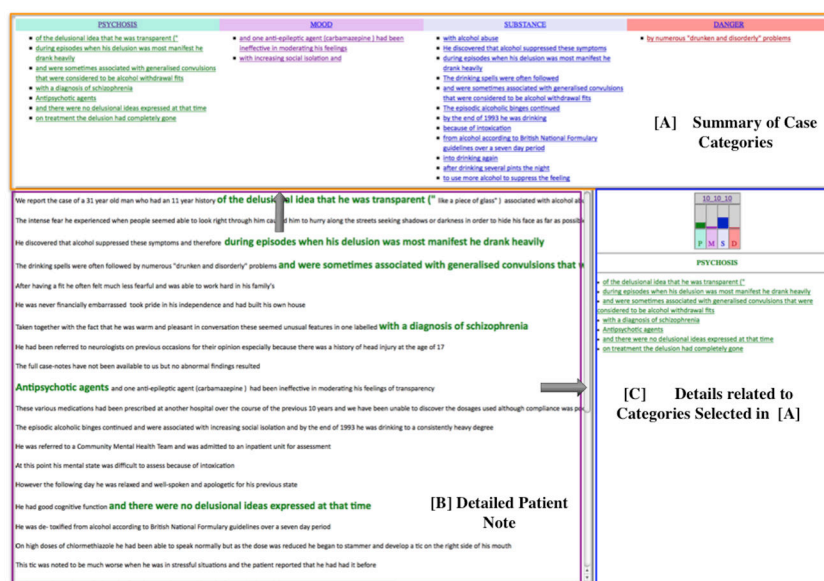 PSYCHOSIS
of the delusional idea that he was transparent ("
during episodes when his delusion was most manifest he
drank heavily
and were sometimes associated with generalised convulsions
that were considered to be alcohol withdrawal fits
with a diagnosis of schizophrenia
Antipsychotic agents
and there were no delusional ideas expressed at that time
on treatment the delusion had completely gone
MOOD
and one anti-epileptic agent (carbamazepine ) had been
ineffective in moderating his feelings
with increasing social isolation and
SUBSTANCE
with alcohol abuse
He discovered that alcohol suppressed these symptoms
during episodes when his delusion was most manifest he
drank heavily
The drinking spells were often followed
and were sometimes associated with generalised convulsions
that were considered to be alcohol withdrawal fits
The episodic alcoholic binges continued
by the end of 1993 he was drinking
because of intoxication
from alcohol according to British National Formulary
guidelines over a seven day period
into drinking again
after drinking several pints the night
to use more alcohol to suppress the feeling
DANGER
by numerous "drunken and disorderly" problems
[A] Summary of Case
Categories
We report the case of a 31 year old man who had an 11 year history of the delusional idea that he was transparent (" like a piece of glass" ) associated with alcohol abu
The intense fear he experienced when people seemed able to look right through him caused him to hurry along the streets seeking shadows or darkness in order to hide his face as far as possible
He discovered that alcohol suppressed these symptoms and therefore during episodes when his delusion was most manifest he drank heavily
The drinking spells were often followed by numerous "drunken and disorderly" problems and were sometimes associated with generalised convulsions that
After having a fit he often felt much less fearful and was able to work hard in his family's
He was never financially embarrassed took pride in his independence and had built his own house
Taken together with the fact that he was warm and pleasant in conversation these seemed unusual features in one labelled with a diagnosis of schizophrenia
He had been referred to neurologists on previous occasions for their opinion especially because there was a history of head injury at the age of 17
The full case-notes have not been available to us but no abnormal findings resulted
Antipsychotic agents and one anti-epileptic agent (carbamazepine ) had been ineffective in moderating his feelings of transparency
These various medications had been prescribed at another hospital over the course of the previous 10 years and we have been unable to discover the dosages used although compliance was poo
The episodic alcoholic binges continued and were associated with increasing social isolation and by the end of 1993 he was drinking to a consistently heavy degree
He was referred to a Community Mental Health Team and was admitted to an inpatient unit for assessment
At this point his mental state was difficult to assess because of intoxication
However the following day he was relaxed and well-spoken and apologetic for his previous state
He had good cognitive function and there were no delusional ideas expressed at that time
He was de- toxified from alcohol according to British National Formulary guidelines over a seven day period
On high doses of chlormethiazole he had been able to speak normally but as the dose was reduced he began to stammer and develop a tic on the right side of his mouth
This tic was noted to be much worse when he was in stressful situations and the patient reported that he had had it before
[B] Detailed Patient
Note
10_10_10
P M S D
PSYCHOSIS
of the delusional idea that he was transparent ("
during episodes when his delusion was most manifest he drank heavily
and were sometimes associated with generalised convulsions that were
considered to be alcohol withdrawal fits
with a diagnosis of schizophrenia
Antipsychotic agents
and there were no delusional ideas expressed at that time
on treatment the delusion had completely gone
[C] Details related to
Categories Selected in [A]